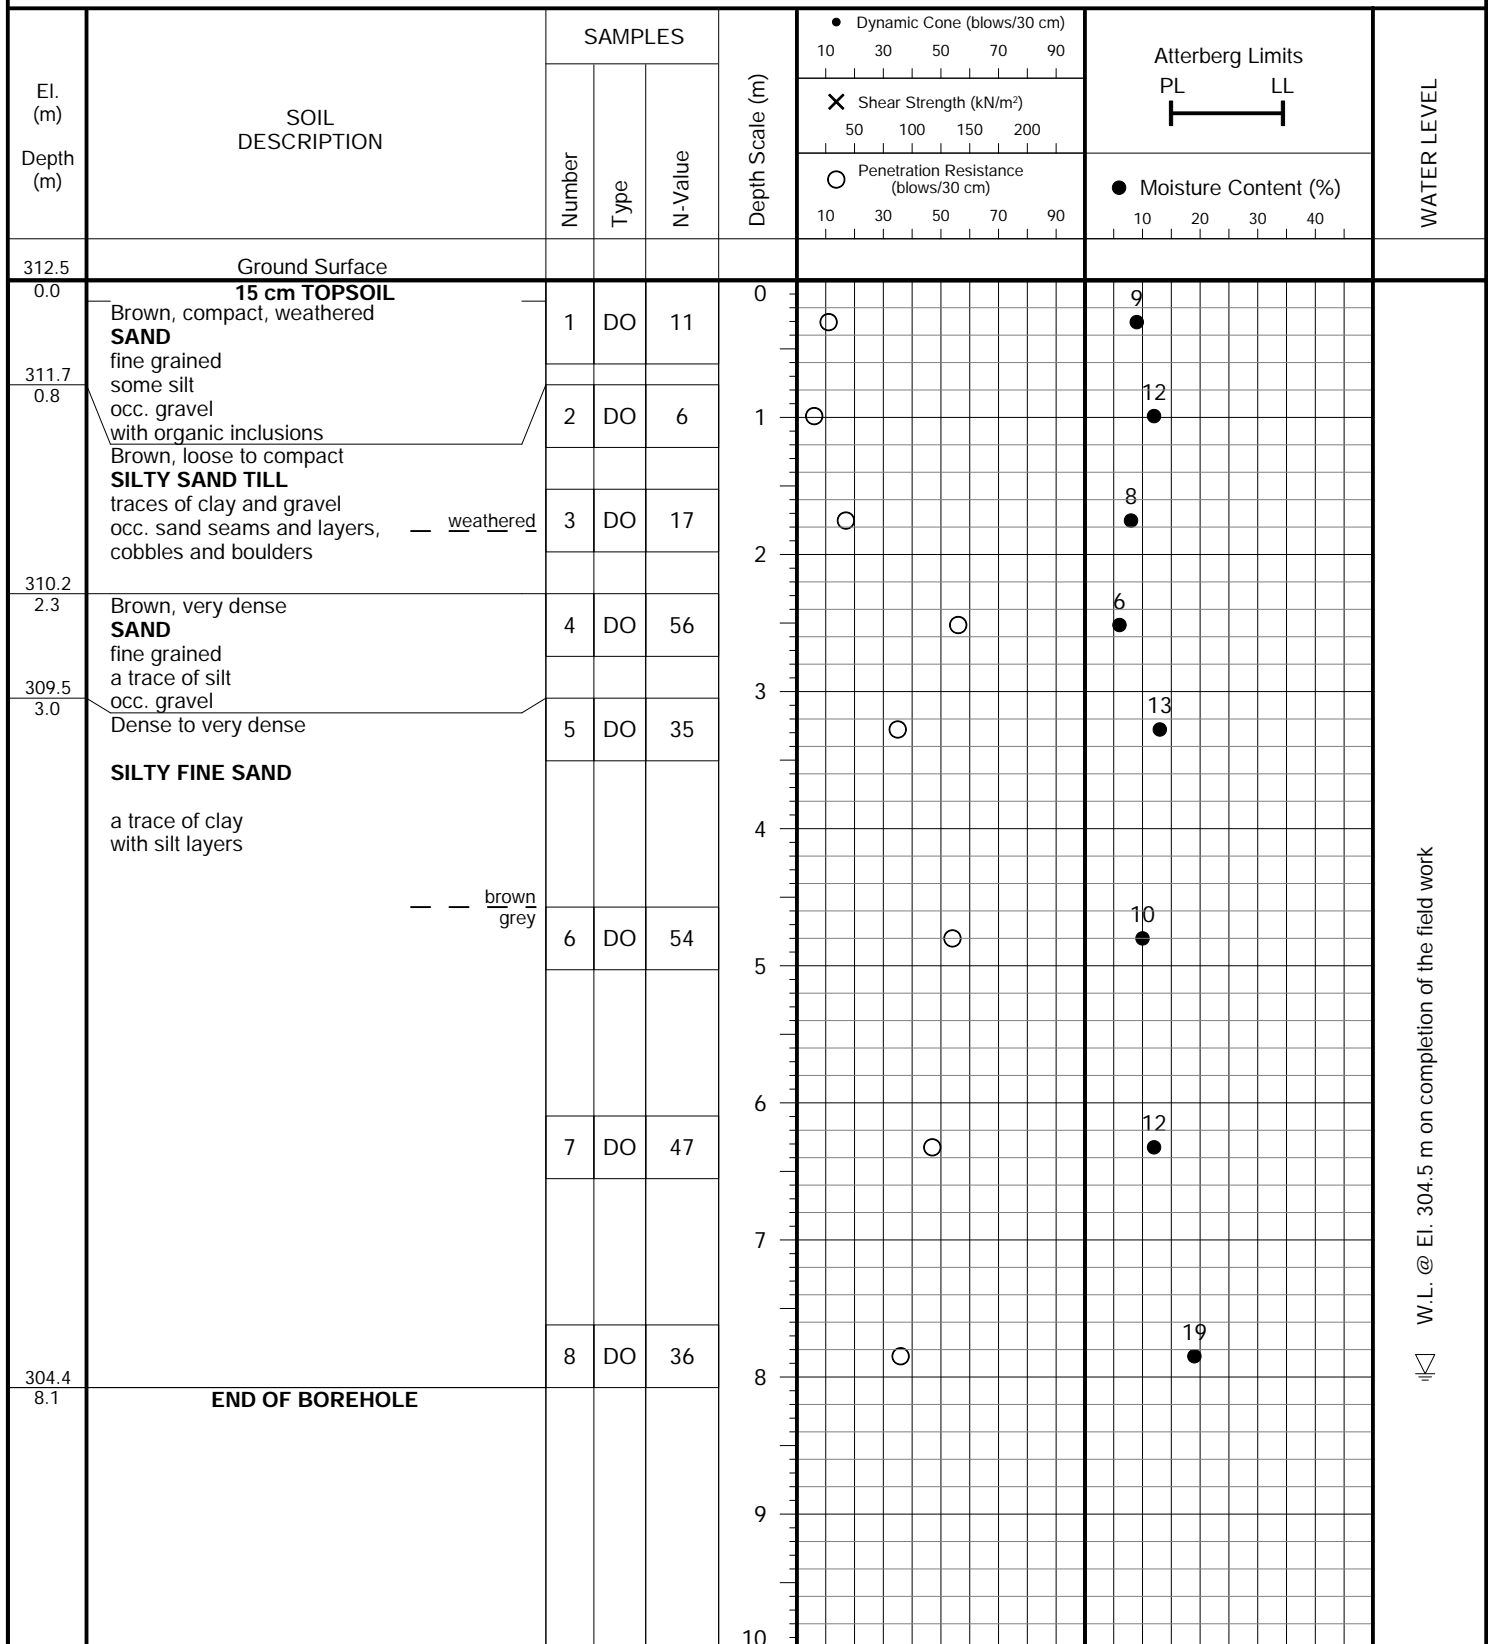 El.
(m)
Depth
(m)
SOIL
DESCRIPTION
SAMPLES
Number
Type
N-Value
Depth Scale (m)
● Dynamic Cone (blows/30 cm)
10 30 50 70 90
✕ Shear Strength (kN/m²)
50 100 150 200
○ Penetration Resistance
(blows/30 cm)
10 30 50 70 90
Atterberg Limits
PL LL
● Moisture Content (%)
10 20 30 40
WATER LEVEL
312.5 Ground Surface
0.0 15 cm TOPSOIL 0
Brown, compact, weathered
SAND
fine grained
some silt
occ. gravel
with organic inclusions
1 DO 11 9
311.7
0.8
2 DO 6 1 12
Brown, loose to compact
SILTY SAND TILL
traces of clay and gravel
occ. sand seams and layers,
cobbles and boulders
weathered
3 DO 17 8
2
310.2
2.3
Brown, very dense
SAND
fine grained
a trace of silt
occ. gravel
4 DO 56 6
309.5
3.0
3
Dense to very dense
SILTY FINE SAND
a trace of clay
with silt layers
5 DO 35 13
4
brown
grey
6 DO 54 10
5
6
7 DO 47 12
7
8 DO 36 19
304.4
8.1
8
END OF BOREHOLE
9
10
W.L. @ El. 304.5 m on completion of the field work